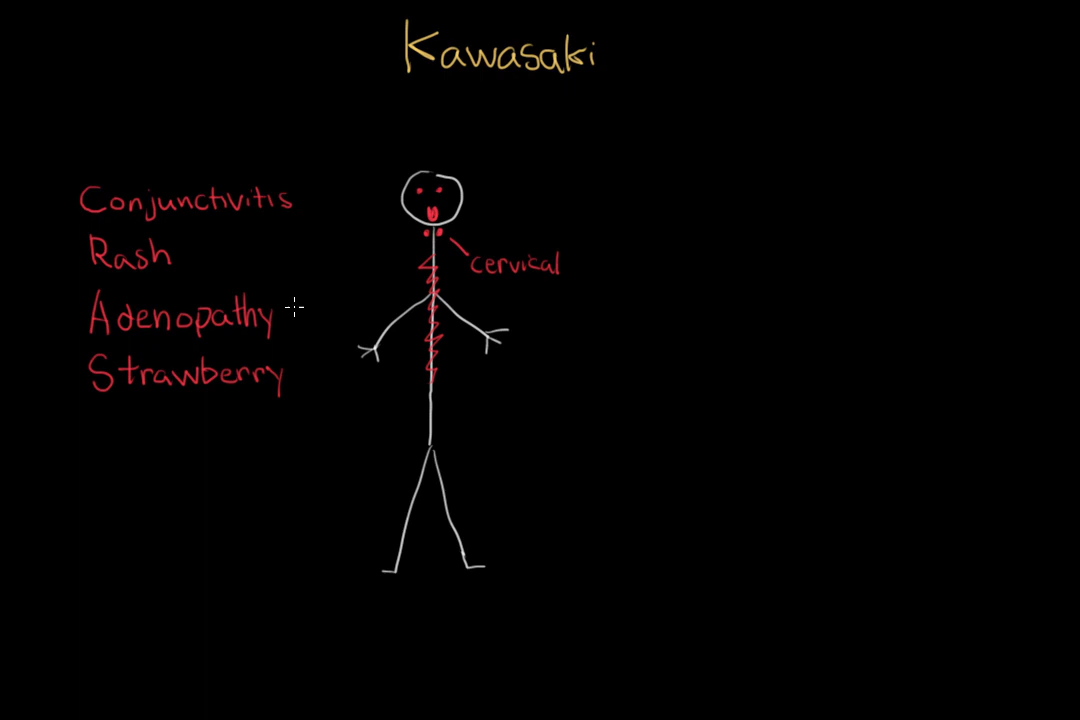 Kawasaki
Conjunctivitis
Rash
cervical
Adenopathy
Strawberry